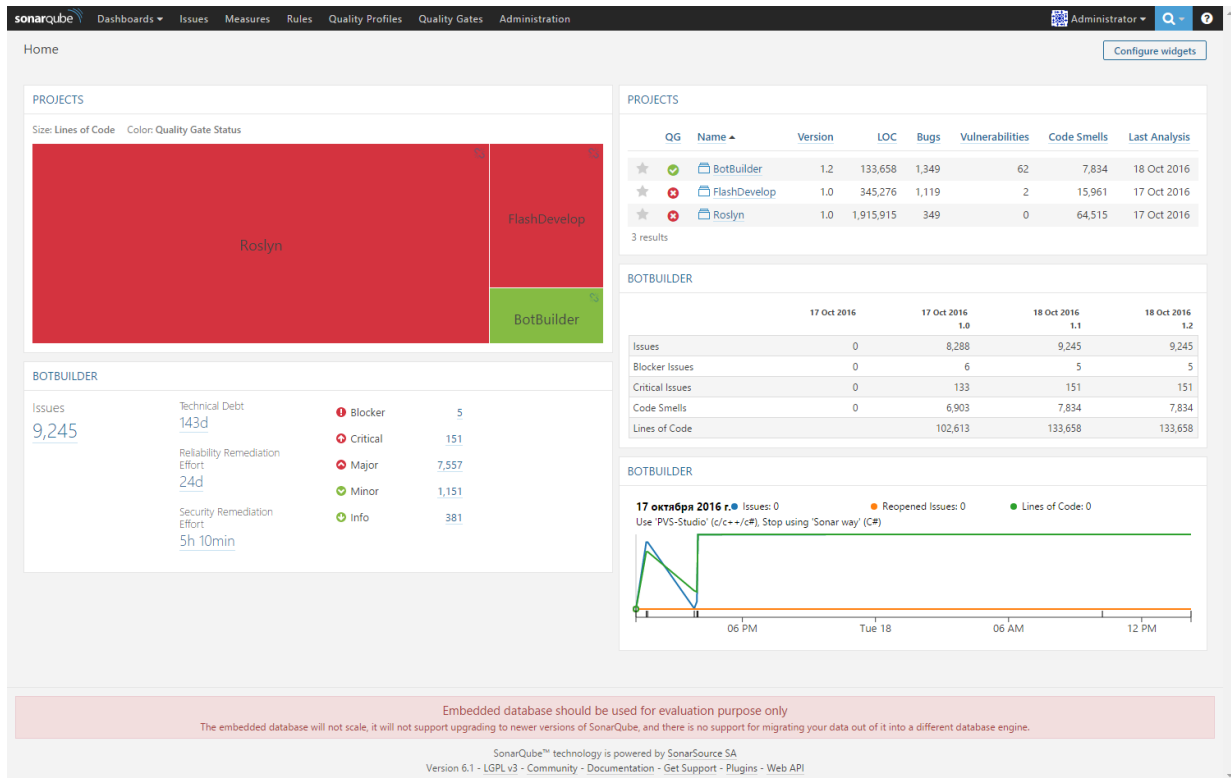 sonarqube Dashboards Issues Measures Rules Quality Profiles Quality Gates Administration Administrator ?
Home
Configure widgets
PROJECTS
Size: Lines of Code Color: Quality Gate Status
Roslyn
FlashDevelop
BotBuilder
BOTBUILDER
Issues
9,245
Technical Debt
143d
Reliability Remediation
Effort
24d
Security Remediation
Effort
5h 10min
Blocker 5
Critical 151
Major 7,557
Minor 1,151
Info 381
PROJECTS
QG Name Version LOC Bugs Vulnerabilities Code Smells Last Analysis
BotBuilder 1.2 133,658 1,349 62 7,834 18 Oct 2016
FlashDevelop 1.0 345,276 1,119 2 15,961 17 Oct 2016
Roslyn 1.0 1,915,915 349 0 64,515 17 Oct 2016
3 results
BOTBUILDER
17 Oct 2016 17 Oct 2016 18 Oct 2016 18 Oct 2016
1.0 1.1 1.2
Issues 0 8,288 9,245 9,245
Blocker Issues 0 6 5 5
Critical Issues 0 133 151 151
Code Smells 0 6,903 7,834 7,834
Lines of Code 102,613 133,658 133,658
BOTBUILDER
17 октября 2016 г. Issues: 0 Reopened Issues: 0 Lines of Code: 0
Use 'PVS-Studio' (c/c++/c#), Stop using 'Sonar way' (C#)
06 PM Tue 18 06 AM 12 PM
Embedded database should be used for evaluation purpose only
The embedded database will not scale, it will not support upgrading to newer versions of SonarQube, and there is no support for migrating your data out of it into a different database engine.
SonarQube™ technology is powered by SonarSource SA
Version 6.1 - LGPL v3 - Community - Documentation - Get Support - Plugins - Web API